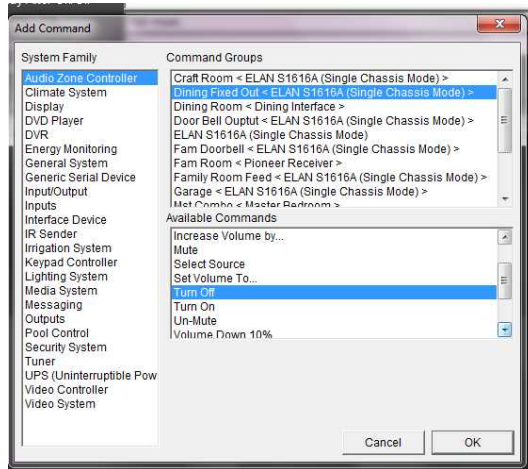 Add Command
System Family
Audio Zone Controller
Climate System
Display
DVD Player
DVR
Energy Monitoring
General System
Generic Serial Device
Input/Output
Inputs
Interface Device
IR Sender
Irrigation System
Keypad Controller
Lighting System
Media System
Messaging
Outputs
Pool Control
Security System
Tuner
UPS (Uninterruptible Pow
Video Controller
Video System
Command Groups
Craft Room < ELAN S1616A (Single Chassis Mode) >
Dining Fixed Out < ELAN S1616A (Single Chassis Mode) >
Dining Room < Dining Interface >
Door Bell Ouptut < ELAN S1616A (Single Chassis Mode) >
ELAN S1616A (Single Chassis Mode)
Fam Doorbell < ELAN S1616A (Single Chassis Mode) >
Fam Room < Pioneer Receiver >
Family Room Feed < ELAN S1616A (Single Chassis Mode) >
Garage < ELAN S1616A (Single Chassis Mode) >
Mst Combo < Master Bedroom >
Available Commands
Increase Volume by...
Mute
Select Source
Set Volume To...
Turn Off
Turn On
Un-Mute
Volume Down 10%
Cancel
OK